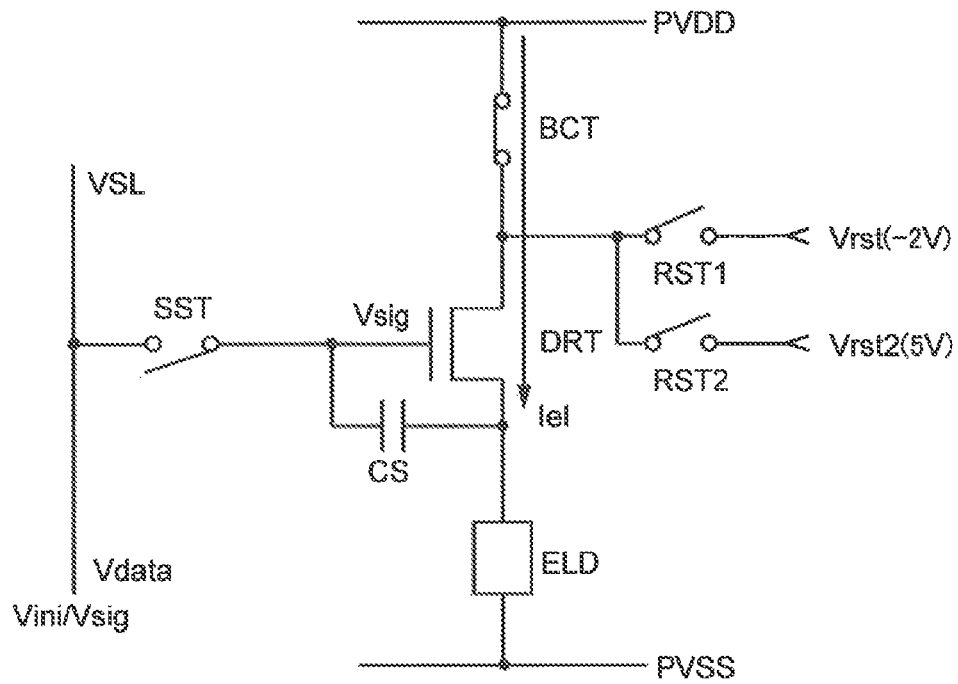 PVDD
BCT
VSL
Vrst(-2V)
RST1
SST
Vsig
DRT
Vrst2(5V)
RST2
Iel
CS
ELD
Vdata
Vini/Vsig
PVSS